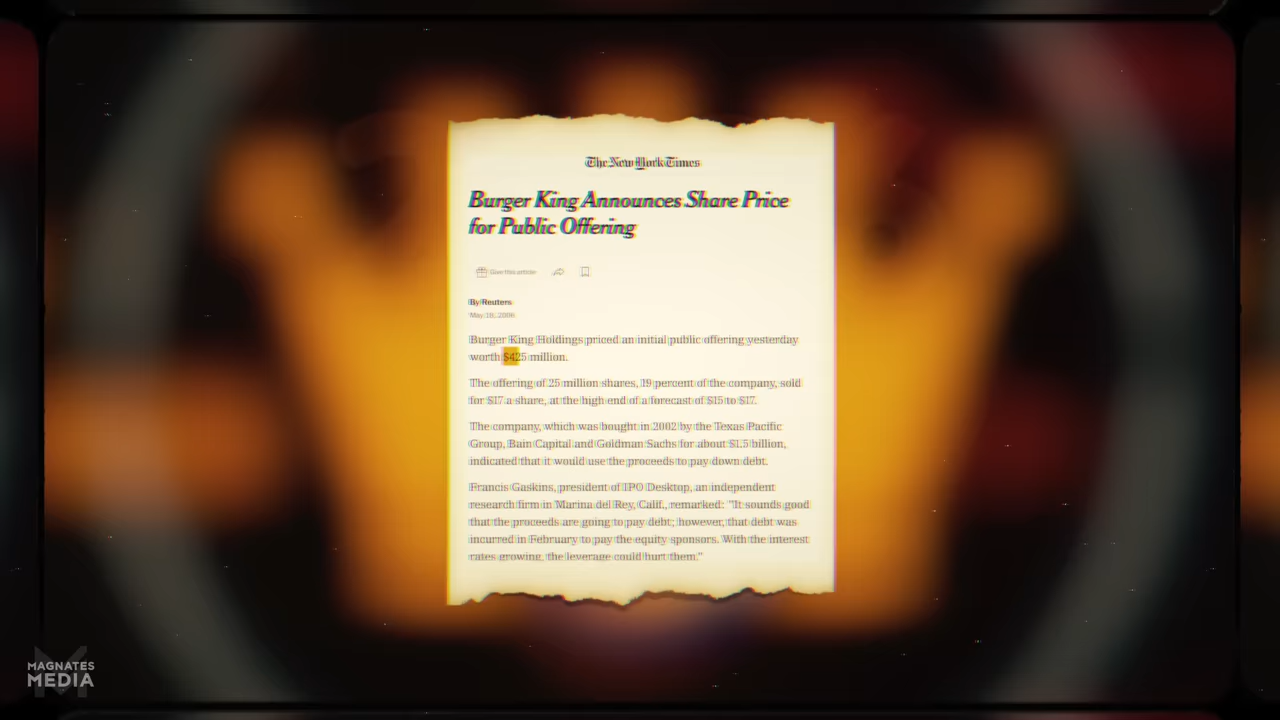 The New York Times
Burger King Announces Share Price
for Public Offering
Give this article
By Reuters
May 18, 2006
Burger King Holdings priced an initial public offering yesterday
worth $425 million.
The offering of 25 million shares, 19 percent of the company, sold
for $17 a share, at the high end of a forecast of $15 to $17.
The company, which was bought in 2002 by the Texas Pacific
Group, Bain Capital and Goldman Sachs for about $1.5 billion,
indicated that it would use the proceeds to pay down debt.
Francis Gaskins, president of IPO Desktop, an independent
research firm in Marina del Rey, Calif., remarked: "It sounds good
that the proceeds are going to pay debt; however, that debt was
incurred in February to pay the equity sponsors. With the interest
rates growing, the leverage could hurt them."
MAGNATES
MEDIA